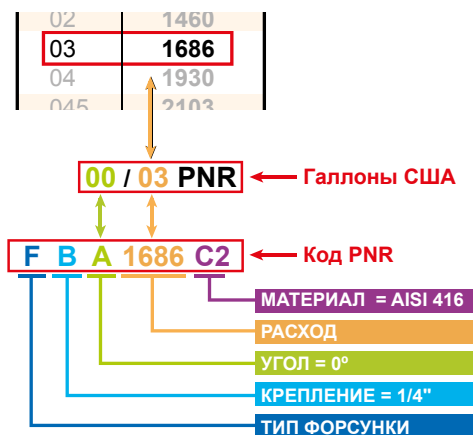 02 1460
03 1686
04 1930
045 2103
00 / 03 PNR
Галлоны США
F B A 1686 C2
Код PNR
МАТЕРИАЛ = AISI 416
РАСХОД
УГОЛ = 0º
КРЕПЛЕНИЕ = 1/4"
ТИП ФОРСУНКИ